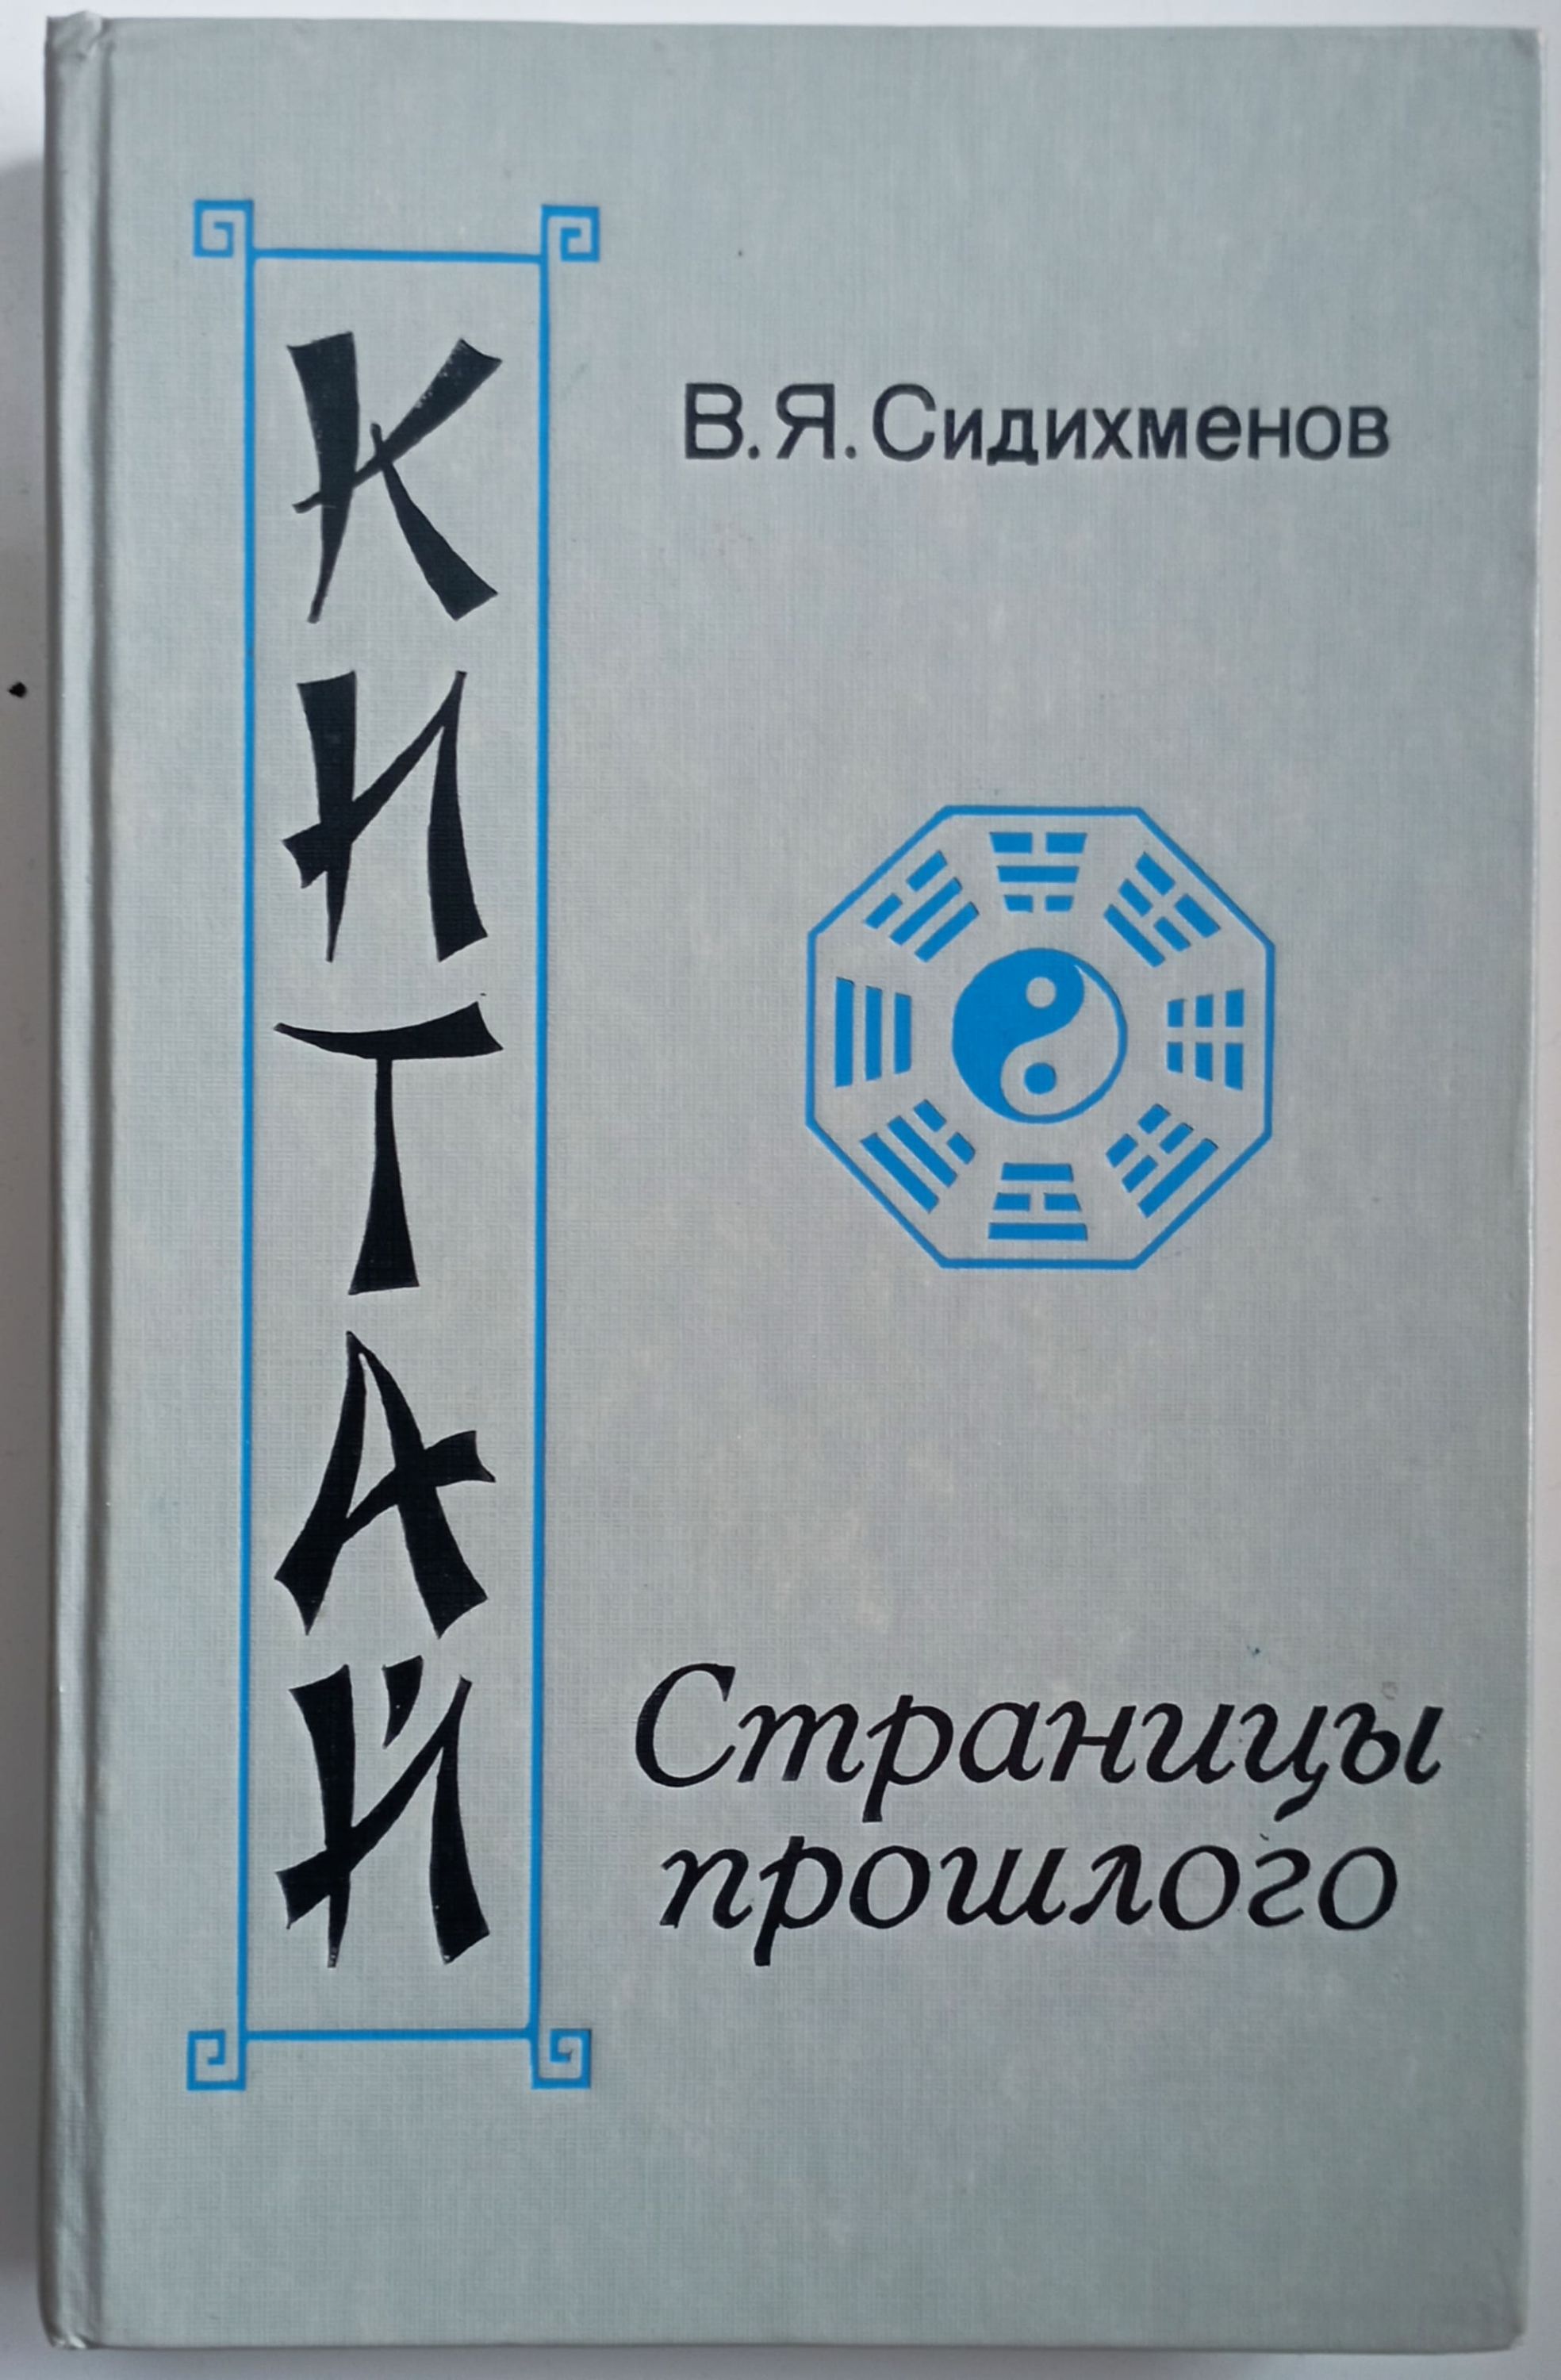 КИТАЙ
В.Я.Сидихменов
Страницы
прошлого